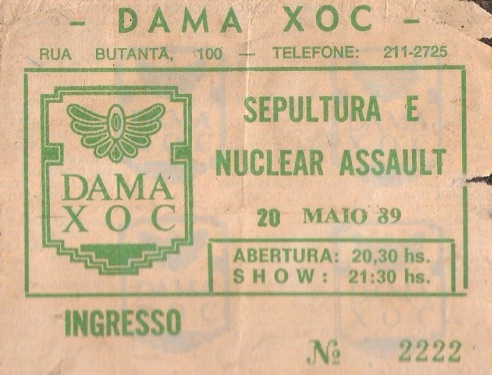 - DAMA XOC -
RUA BUTANTÃ, 100 — TELEFONE: 211-2725
DAMA
XOC
SEPULTURA E
NUCLEAR ASSAULT
20 MAIO 89
ABERTURA: 20,30 hs.
SHOW: 21:30 hs.
INGRESSO
Nº 2222